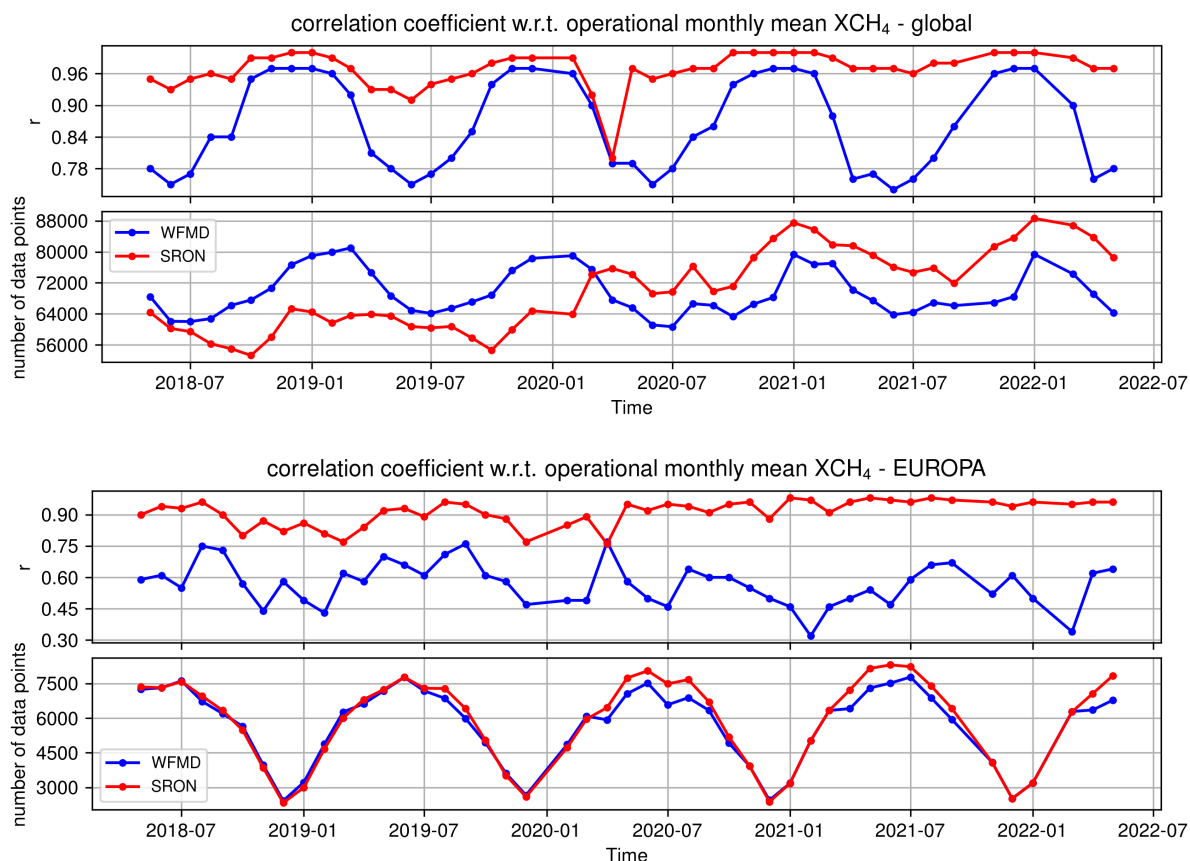 correlation coefficient w.r.t. operational monthly mean XCH₄ - global
0.96
0.90
0.84
0.78
r
88000
80000
72000
64000
56000
number of data points
WFMD
SRON
2018-07 2019-01 2019-07 2020-01 2020-07 2021-01 2021-07 2022-01 2022-07
Time
correlation coefficient w.r.t. operational monthly mean XCH₄ - EUROPA
0.90
0.75
0.60
0.45
0.30
r
7500
6000
4500
3000
number of data points
WFMD
SRON
2018-07 2019-01 2019-07 2020-01 2020-07 2021-01 2021-07 2022-01 2022-07
Time